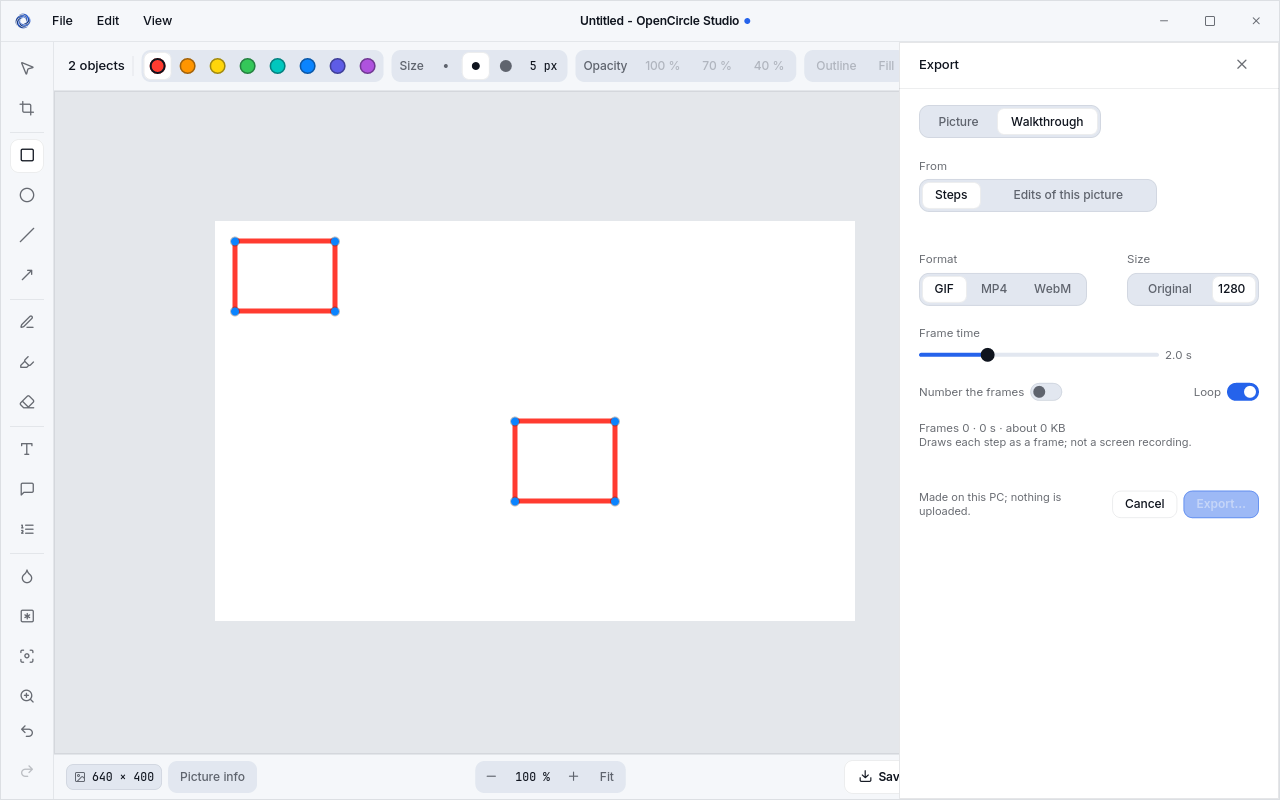 File Edit View
Untitled - OpenCircle Studio
2 objects
Size
5 px
Opacity 100 % 70 % 40 %
Outline Fill
Export
Picture Walkthrough
From
Steps Edits of this picture
Format Size
GIF MP4 WebM Original 1280
Frame time
2.0 s
Number the frames Loop
Frames 0 · 0 s · about 0 KB
Draws each step as a frame; not a screen recording.
Made on this PC; nothing is
uploaded.
Cancel Export...
640 × 400 Picture info
100 % Fit
Sav